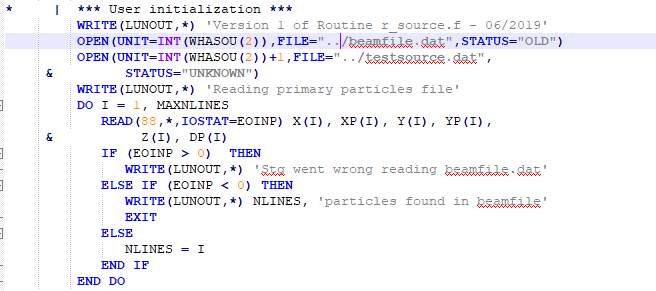 * | *** User initialization ***
WRITE(LUNOUT,*) 'Version 1 of Routine r_source.f - 06/2019'
OPEN(UNIT=INT(WHASOU(2)),FILE="../beamfile.dat",STATUS="OLD")
OPEN(UNIT=INT(WHASOU(2))+1,FILE="../testsource.dat",
& STATUS="UNKNOWN")
WRITE(LUNOUT,*) 'Reading primary particles file'
DO I = 1, MAXNLINES
READ(88,*,IOSTAT=EOINP) X(I), XP(I), Y(I), YP(I),
& Z(I), DP(I)
IF (EOINP > 0) THEN
WRITE(LUNOUT,*) 'Stg went wrong reading beamfile.dat'
ELSE IF (EOINP < 0) THEN
WRITE(LUNOUT,*) NLINES, 'particles found in beamfile'
EXIT
ELSE
NLINES = I
END IF
END DO